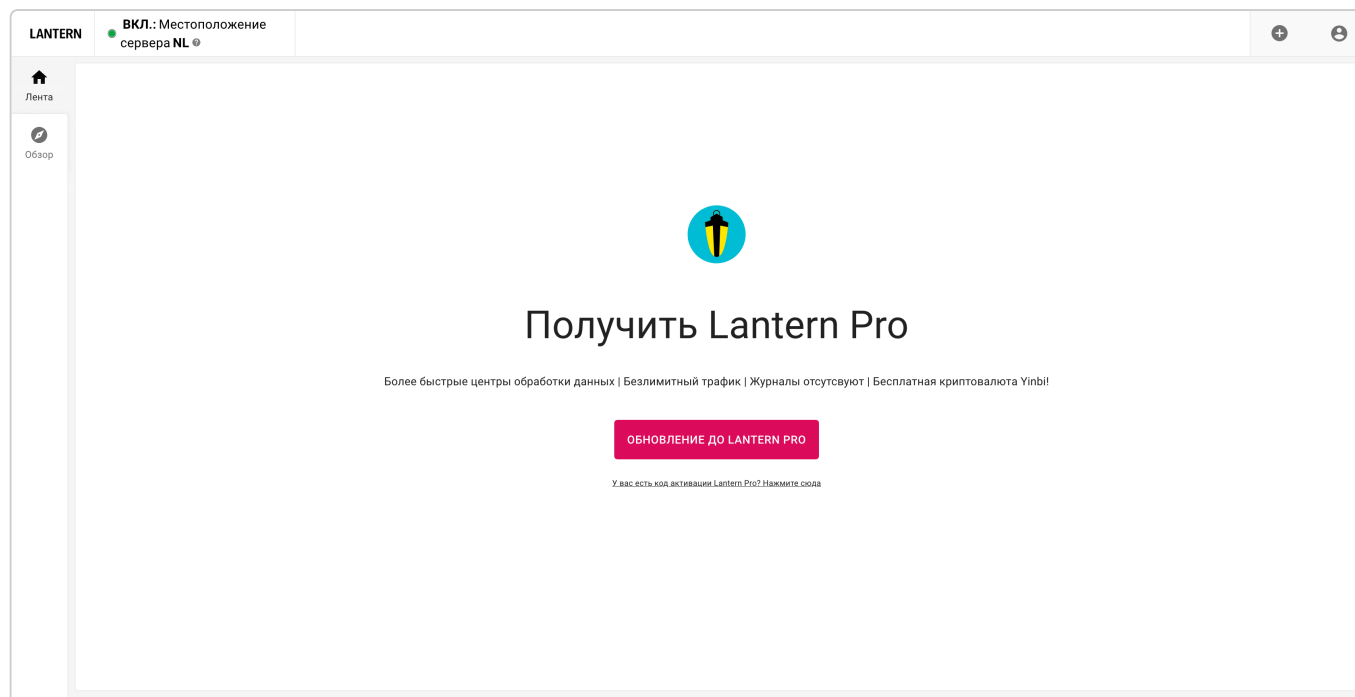 LANTERN
ВКЛ.: Местоположение
сервера NL
Лента
Обзор
Получить Lantern Pro
Более быстрые центры обработки данных | Безлимитный трафик | Журналы отсутсвуют | Бесплатная криптовалюта Yinbi!
ОБНОВЛЕНИЕ ДО LANTERN PRO
У вас есть код активации Lantern Pro? Нажмите сюда